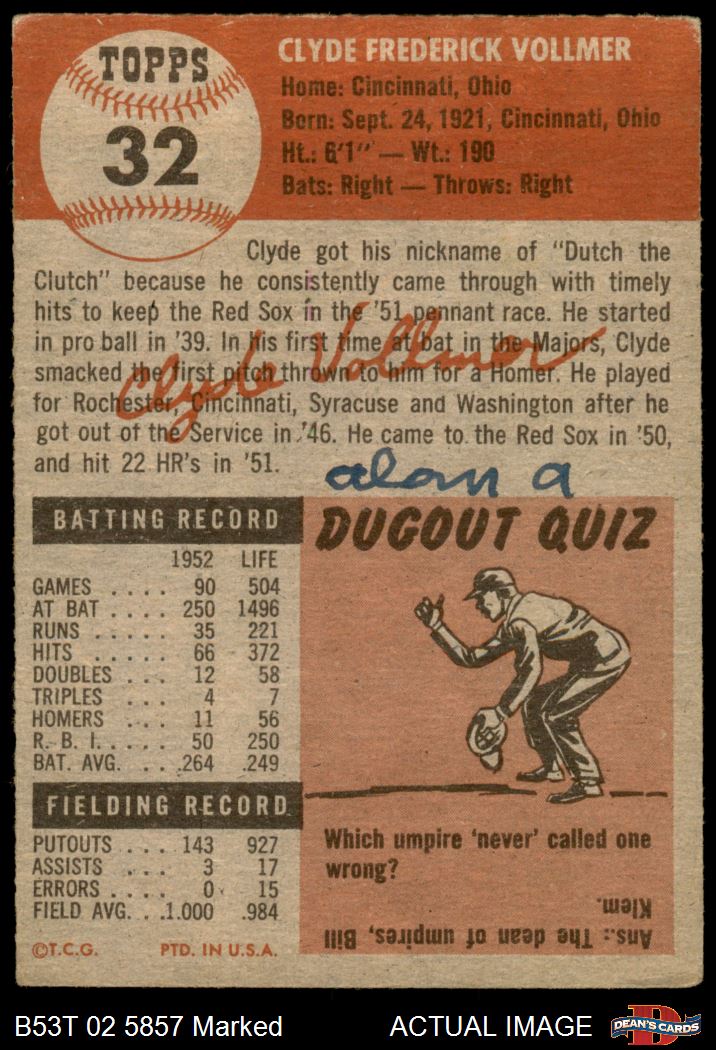 TOPPS
32
CLYDE FREDERICK VOLLMER
Home: Cincinnati, Ohio
Born: Sept. 24, 1921, Cincinnati, Ohio
Ht.: 6'1" — Wt.: 190
Bats: Right — Throws: Right
Clyde got his nickname of "Dutch the
Clutch" because he consistently came through with timely
hits to keep the Red Sox in the '51 pennant race. He started
in pro ball in '39. In his first time at bat in the Majors, Clyde
smacked the first pitch thrown to him for a Homer. He played
for Rochester, Cincinnati, Syracuse and Washington after he
got out of the Service in '46. He came to the Red Sox in '50,
and hit 22 HR's in '51.
Clyde Vollmer
alan a
BATTING RECORD
1952 LIFE
GAMES .... 90 504
AT BAT .... 250 1496
RUNS ..... 35 221
HITS ..... 66 372
DOUBLES ... 12 58
TRIPLES ... 4 7
HOMERS ... 11 56
R. B. I. .... 50 250
BAT. AVG. .. .264 .249
FIELDING RECORD
PUTOUTS ... 143 927
ASSISTS ... 3 17
ERRORS .... 0 15
FIELD AVG. .. 1.000 .984
©T.C.G. PTD. IN U.S.A.
DUGOUT QUIZ
Which umpire 'never' called one
wrong?
Ans.: The dean of umpires, Bill
Klem.
B53T 02 5857 Marked ACTUAL IMAGE
D
DEAN'S CARDS